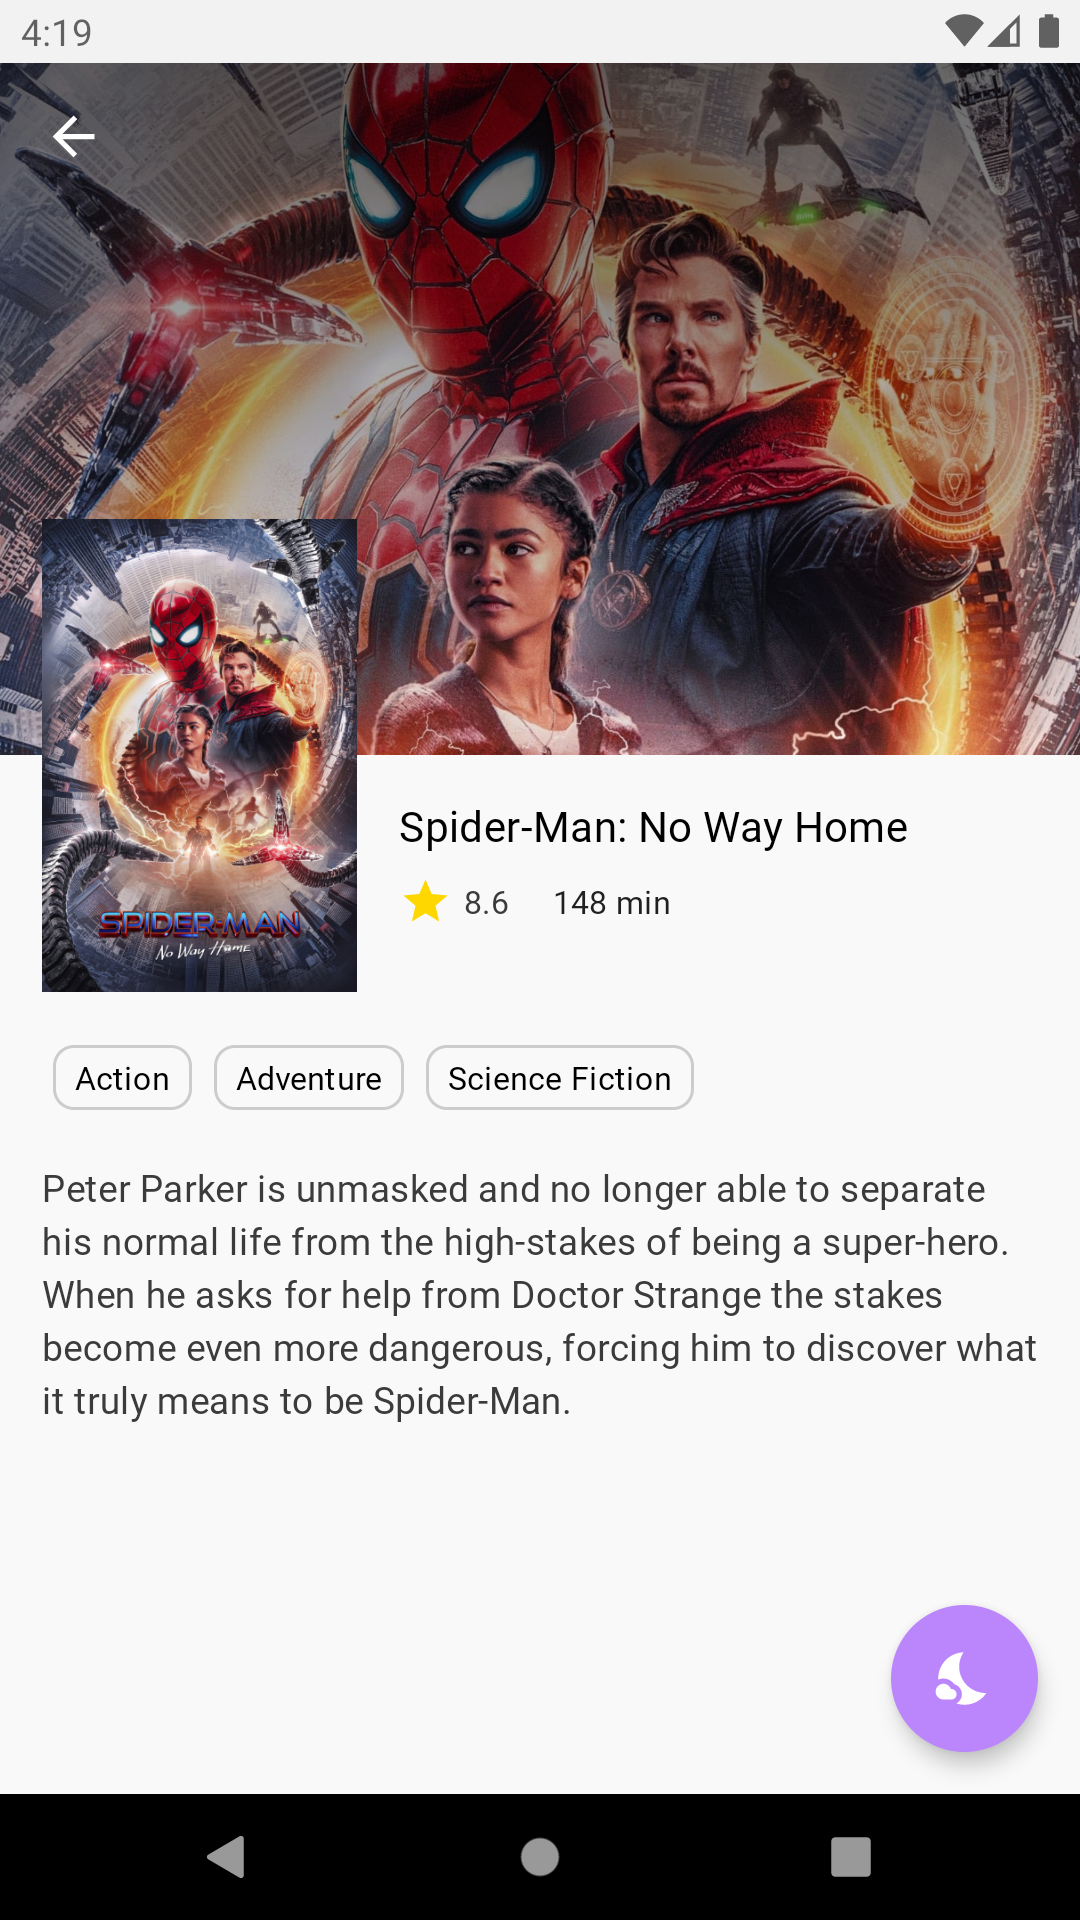 4:19
SPIDER-MAN
No Way Home
Spider-Man: No Way Home
8.6 148 min
Action Adventure Science Fiction
Peter Parker is unmasked and no longer able to separate
his normal life from the high-stakes of being a super-hero.
When he asks for help from Doctor Strange the stakes
become even more dangerous, forcing him to discover what
it truly means to be Spider-Man.